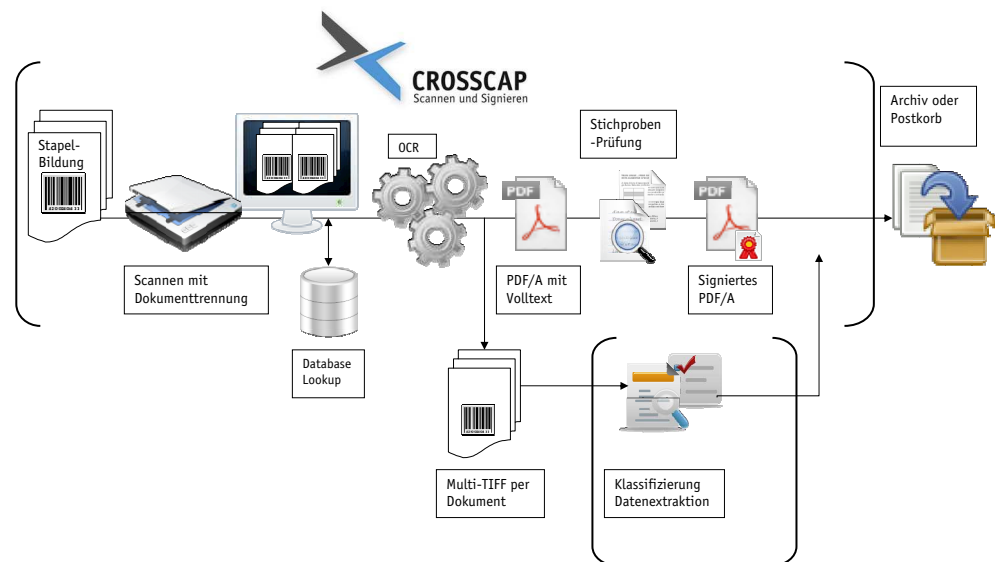 CROSSCAP
Scannen und Signieren
Archiv oder
Postkorb
Stapel-
Bildung
OCR
Stichproben
-Prüfung
PDF
PDF
Scannen mit
Dokumenttrennung
PDF/A mit
Volltext
Signiertes
PDF/A
Database
Lookup
Multi-TIFF per
Dokument
Klassifizierung
Datenextraktion